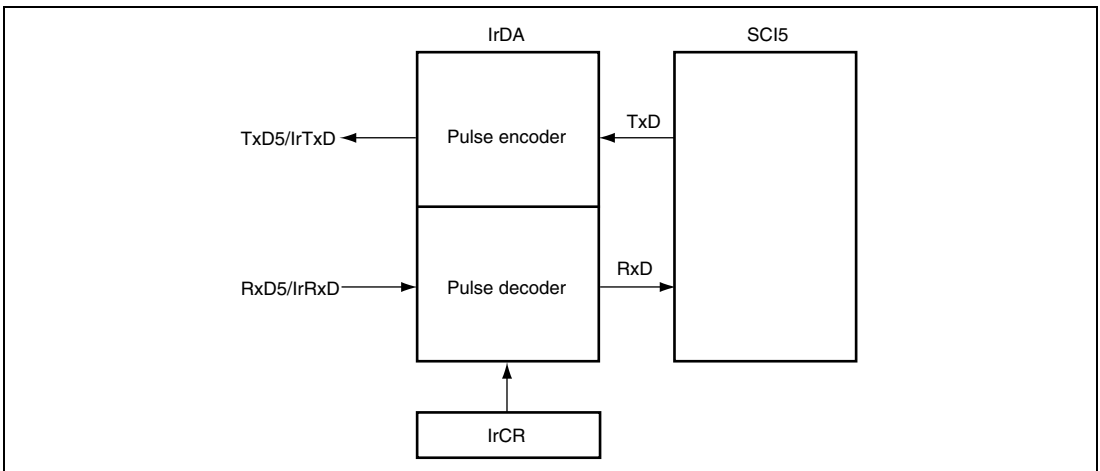 IrDA
SCI5
TxD5/IrTxD
Pulse encoder
TxD
RxD5/IrRxD
Pulse decoder
RxD
IrCR